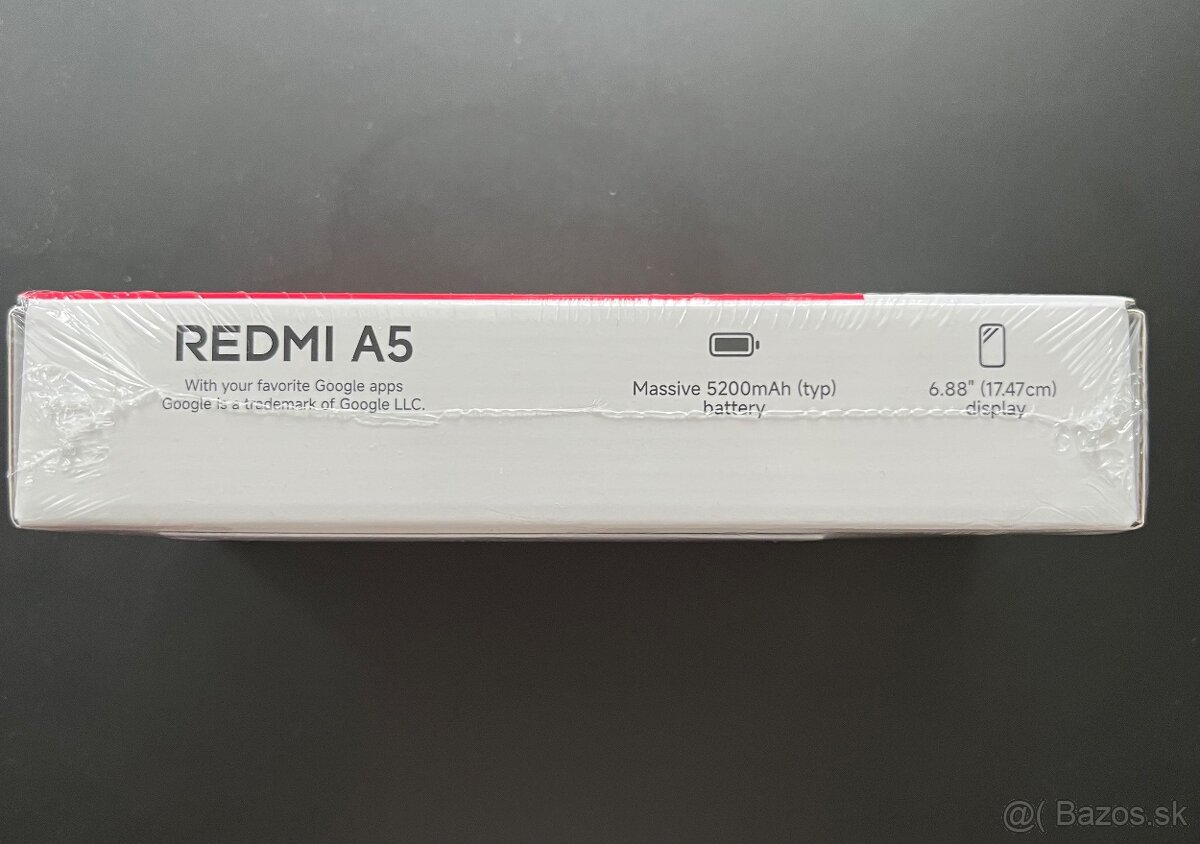 REDMI A5
With your favorite Google apps
Google is a trademark of Google LLC.
Massive 5200mAh (typ)
battery
6.88" (17.47cm)
display
@( Bazos.sk